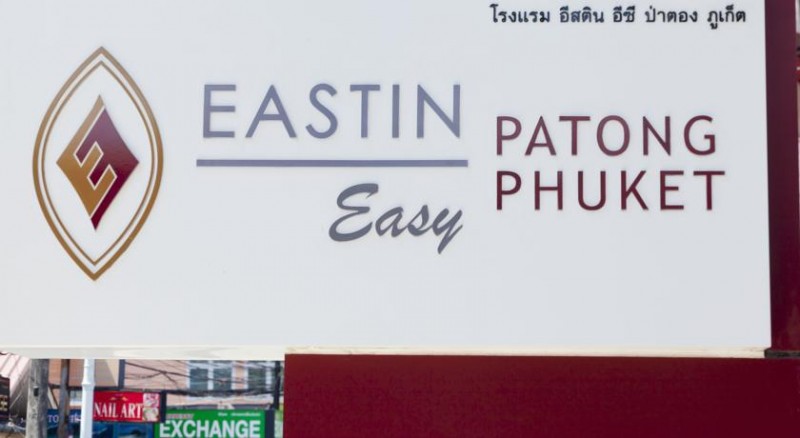 โรงแรม อีสติน อีซี่ ป่าตอง ภูเก็ต
EASTIN
Easy
PATONG
PHUKET
NAIL ART
EXCHANGE